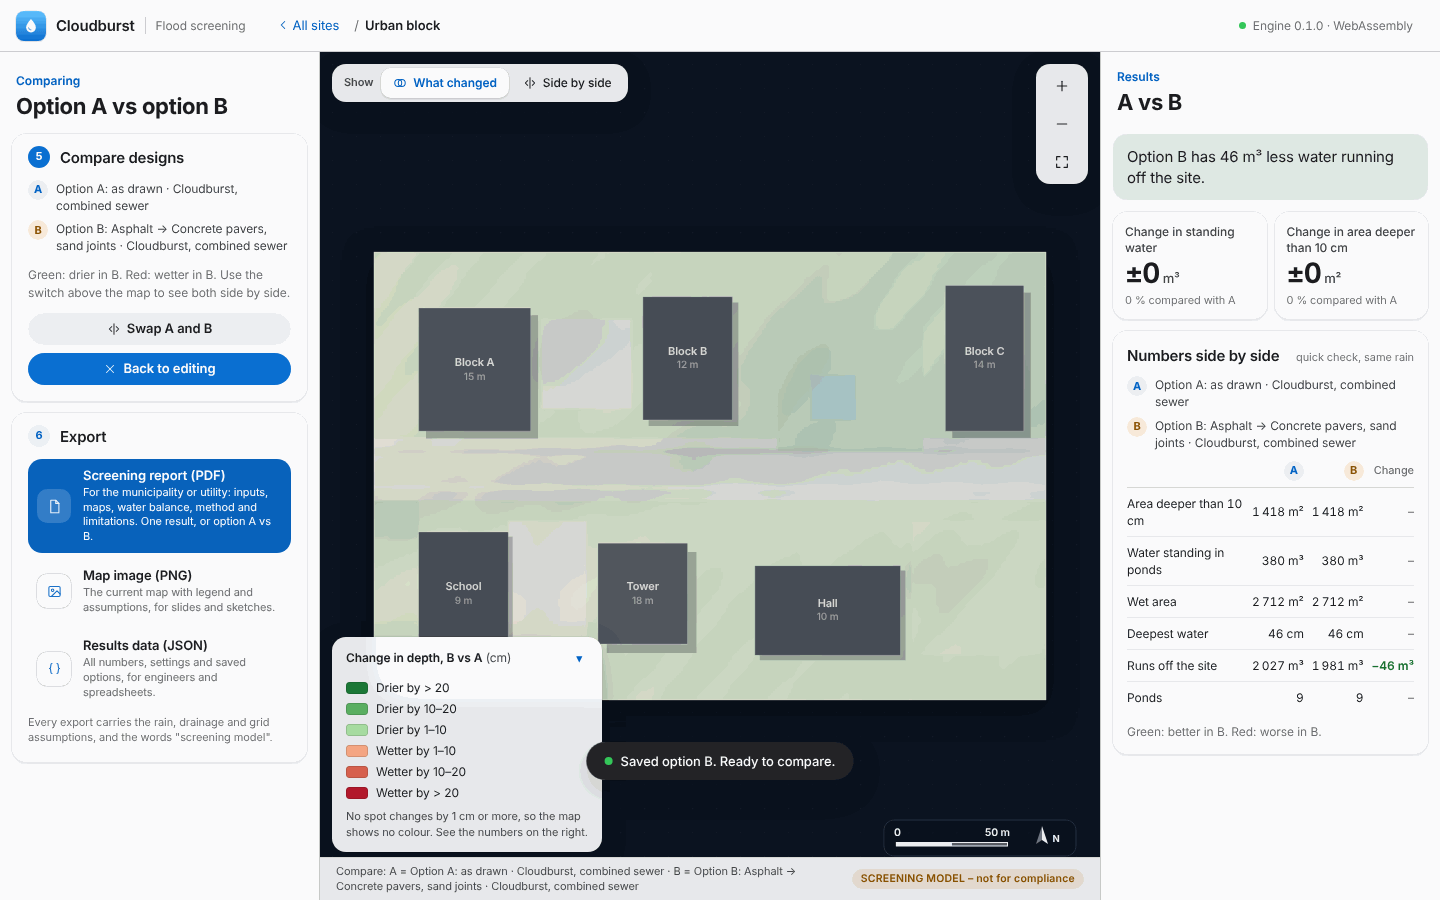 Cloudburst
Flood screening
All sites
/ Urban block
Engine 0.1.0 · WebAssembly
Comparing
Option A vs option B
5 Compare designs
A Option A: as drawn · Cloudburst,
combined sewer
B Option B: Asphalt → Concrete pavers,
sand joints · Cloudburst, combined sewer
Green: drier in B. Red: wetter in B. Use the
switch above the map to see both side by side.
Swap A and B
Back to editing
6 Export
Screening report (PDF)
For the municipality or utility: inputs,
maps, water balance, method and
limitations. One result, or option A vs
B.
Map image (PNG)
The current map with legend and
assumptions, for slides and sketches.
Results data (JSON)
All numbers, settings and saved
options, for engineers and
spreadsheets.
Every export carries the rain, drainage and grid
assumptions, and the words "screening model".
Show What changed Side by side
Block A
15 m
Block B
12 m
Block C
14 m
School
9 m
Tower
18 m
Hall
10 m
Change in depth, B vs A (cm)
Drier by > 20
Drier by 10–20
Drier by 1–10
Wetter by 1–10
Wetter by 10–20
Wetter by > 20
No spot changes by 1 cm or more, so the map
shows no colour. See the numbers on the right.
Saved option B. Ready to compare.
0 50 m
N
Compare: A = Option A: as drawn · Cloudburst, combined sewer · B = Option B: Asphalt →
Concrete pavers, sand joints · Cloudburst, combined sewer
SCREENING MODEL – not for compliance
Results
A vs B
Option B has 46 m³ less water running
off the site.
Change in standing
water
±0 m³
0 % compared with A
Change in area deeper
than 10 cm
±0 m²
0 % compared with A
Numbers side by side quick check, same rain
A Option A: as drawn · Cloudburst, combined
sewer
B Option B: Asphalt → Concrete pavers, sand
joints · Cloudburst, combined sewer
A B Change
Area deeper than 10
cm 1 418 m² 1 418 m² –
Water standing in
ponds 380 m³ 380 m³ –
Wet area 2 712 m² 2 712 m² –
Deepest water 46 cm 46 cm –
Runs off the site 2 027 m³ 1 981 m³ −46 m³
Ponds 9 9 –
Green: better in B. Red: worse in B.